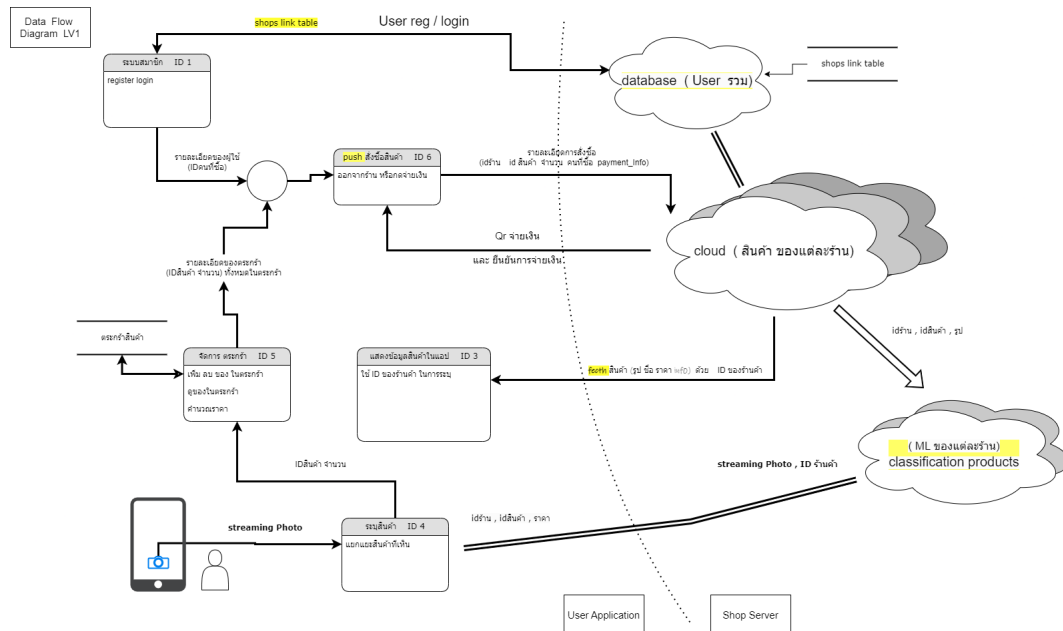 Data Flow
Diagram LV1
shops link table
User reg / login
ระบบสมาชิก ID 1
register login
database ( User รวม)
shops link table
รายละเอียดของผู้ใช้
(IDคนที่ซื้อ)
push สั่งซื้อสินค้า ID 6
ออกจากร้าน หรือกดจ่ายเงิน
รายละเอียดการสั่งซื้อ
(idร้าน id สินค้า จำนวน คนที่ซื้อ payment_info)
Qr จ่ายเงิน
และ ยืนยันการจ่ายเงิน
cloud ( สินค้า ของแต่ละร้าน)
รายละเอียดของตระกร้า
(IDสินค้า จำนวน) ทั้งหมดในตระกร้า
idร้าน , idสินค้า , รูป
ตระกร้าสินค้า
จัดการ ตระกร้า ID 5
เพิ่ม ลบ ของ ในตระกร้า
ดูของในตระกร้า
คำนวณราคา
แสดงข้อมูลสินค้าในแอป ID 3
ใช้ ID ของร้านค้า ในการระบุ
สินค้า (รูป ชื่อ ราคา info) ด้วย ID ของร้านค้า
( ML ของแต่ละร้าน)
classification products
IDสินค้า จำนวน
streaming Photo , ID ร้านค้า
streaming Photo
ระบุสินค้า ID 4
แยกแยะสินค้าที่เห็น
idร้าน , idสินค้า , ราคา
User Application
Shop Server